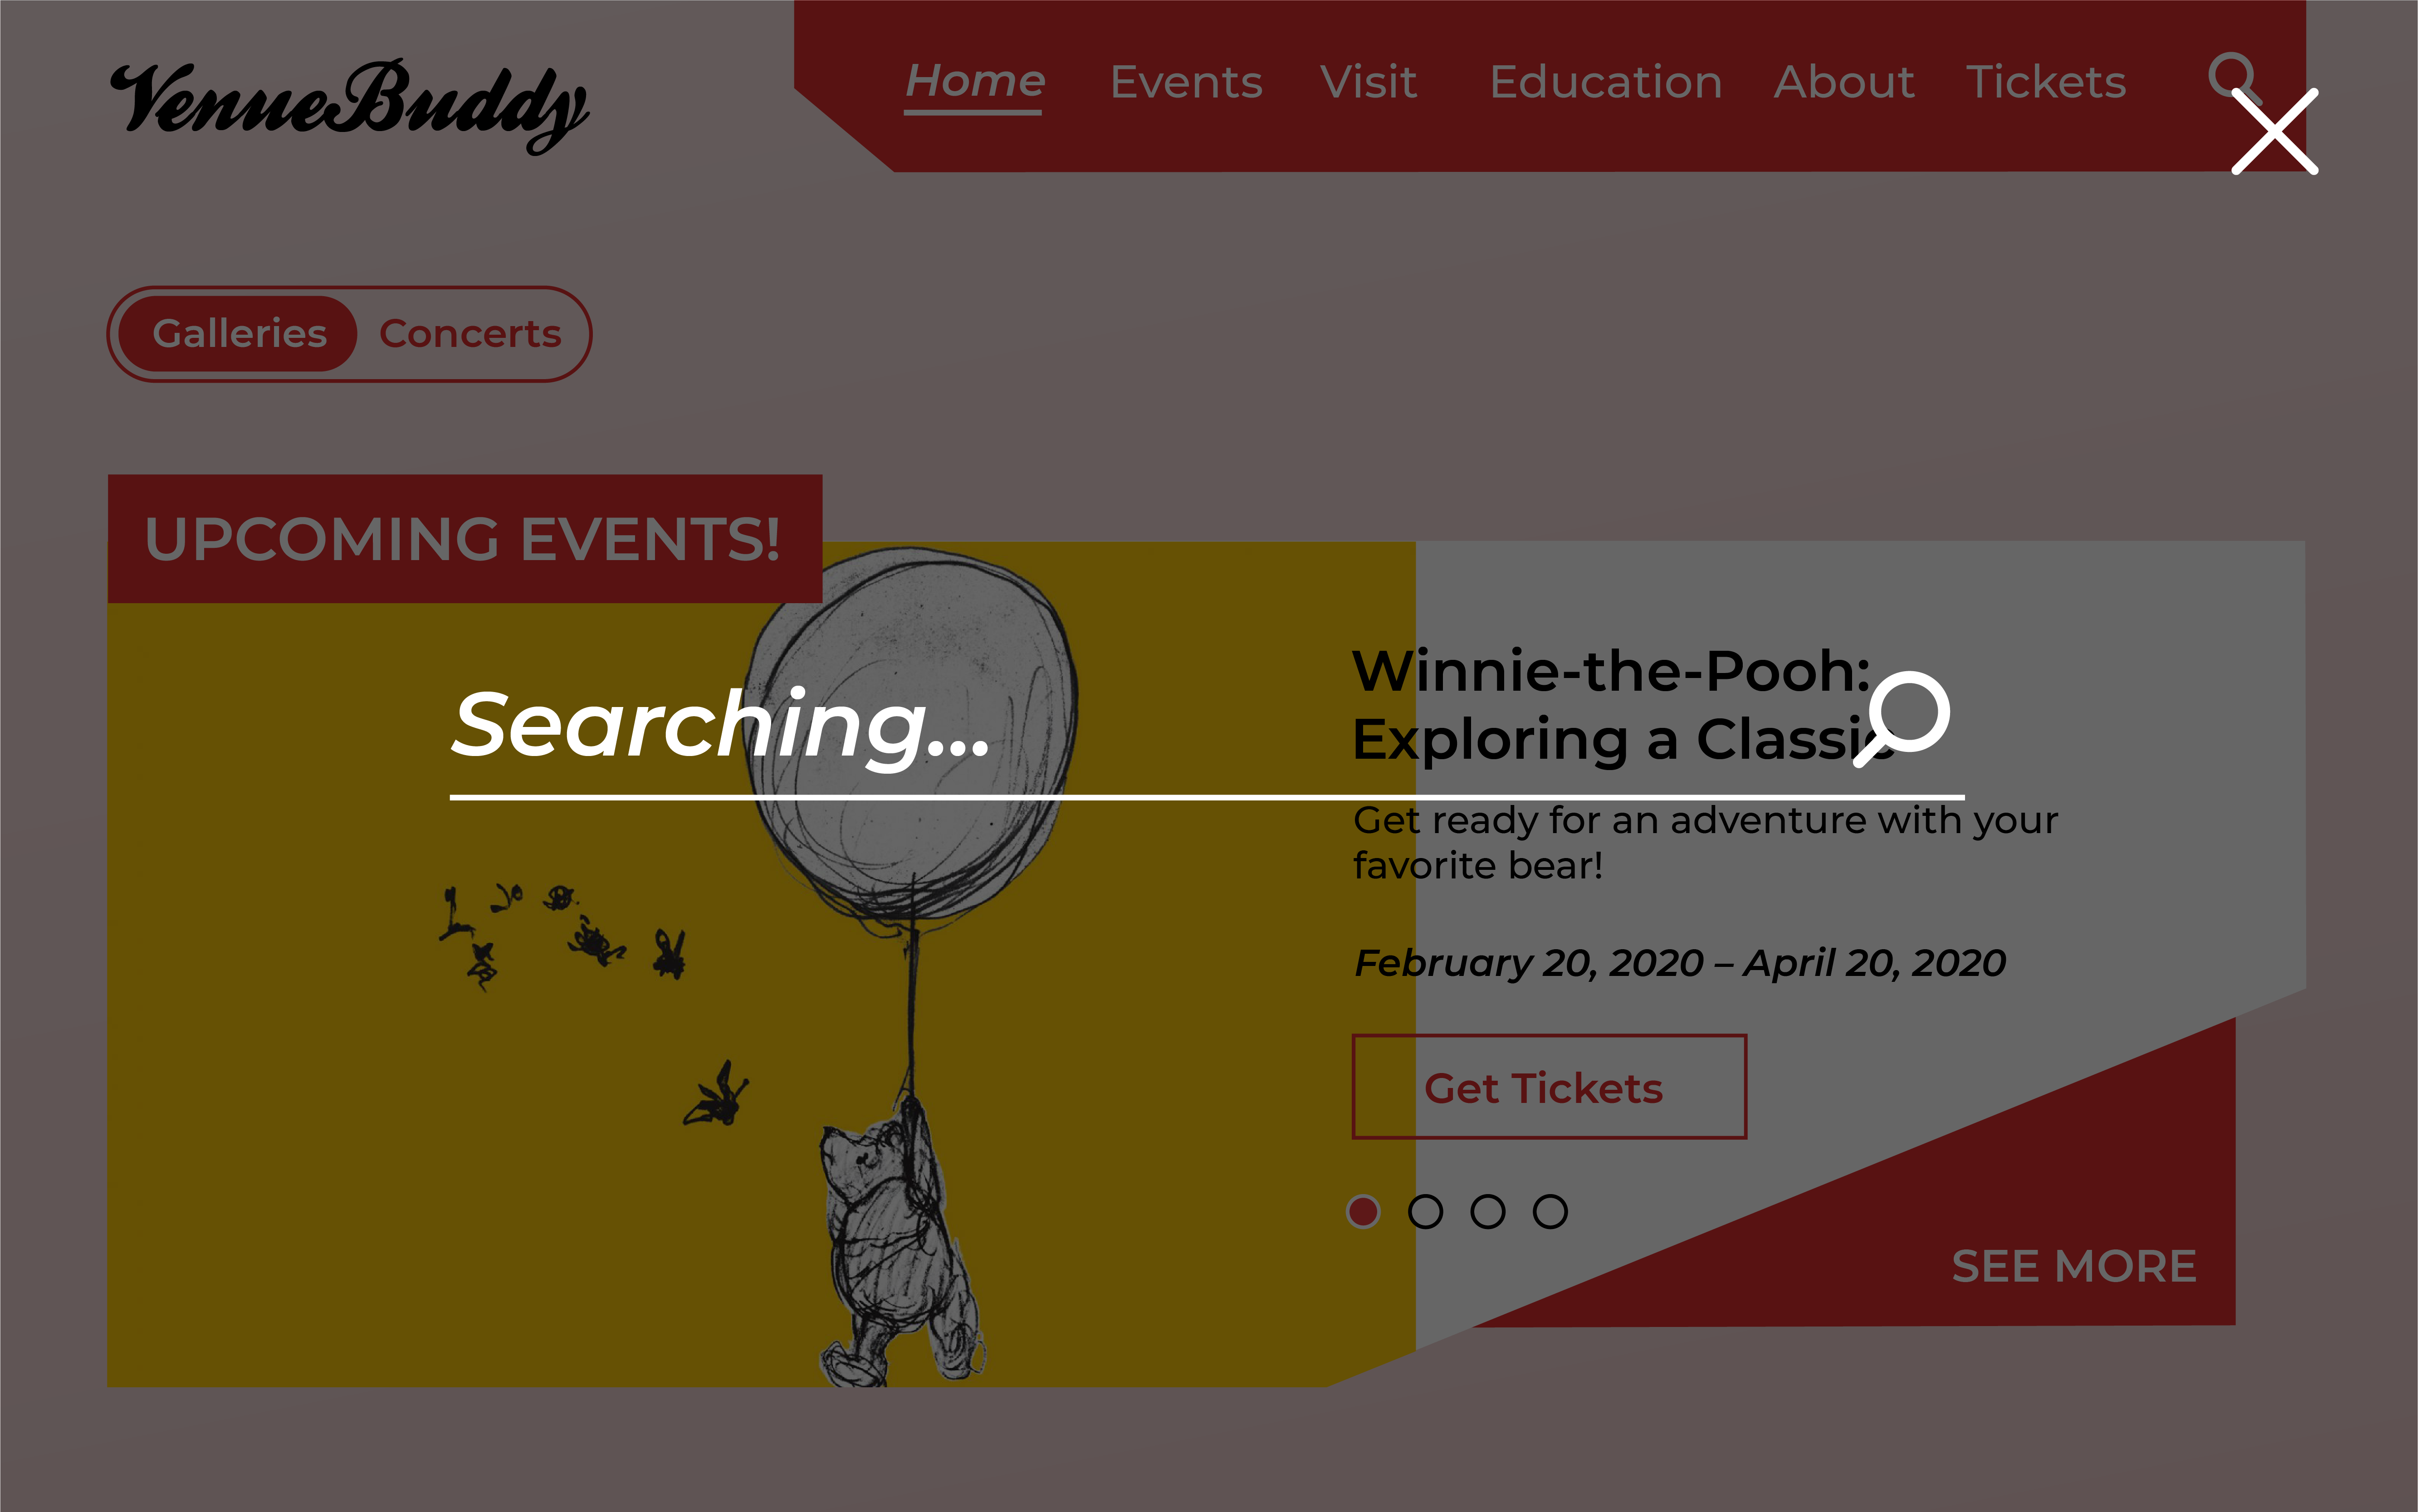 VenueBuddy
Home Events Visit Education About Tickets
Galleries Concerts
UPCOMING EVENTS!
Searching...
Winnie-the-Pooh:
Exploring a Classic
Get ready for an adventure with your
favorite bear!
February 20, 2020 – April 20, 2020
Get Tickets
SEE MORE